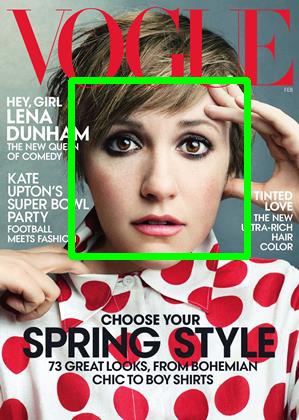 VOGUE
FEB
HEY, GIRL
LENA
DUNHAM
THE NEW QUEEN
OF COMEDY
KATE
UPTON'S
SUPER BOWL
PARTY
FOOTBALL
MEETS FASHION
TINTED
LOVE
THE NEW
ULTRA-RICH
HAIR
COLOR
CHOOSE YOUR
SPRING STYLE
73 GREAT LOOKS, FROM BOHEMIAN
CHIC TO BOY SHIRTS